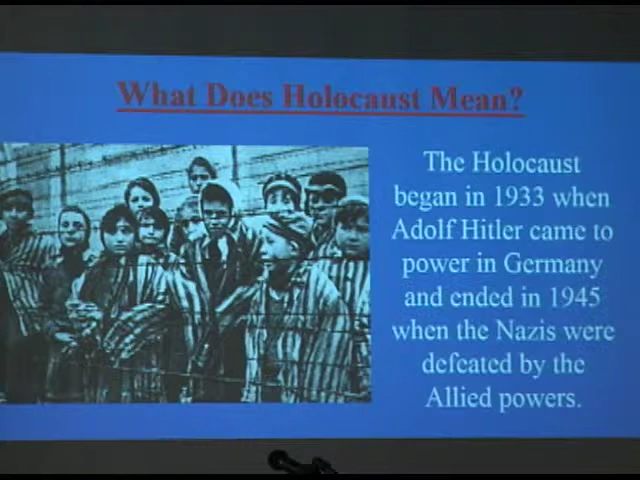 What Does Holocaust Mean?
The Holocaust
began in 1933 when
Adolf Hitler came to
power in Germany
and ended in 1945
when the Nazis were
defeated by the
Allied powers.